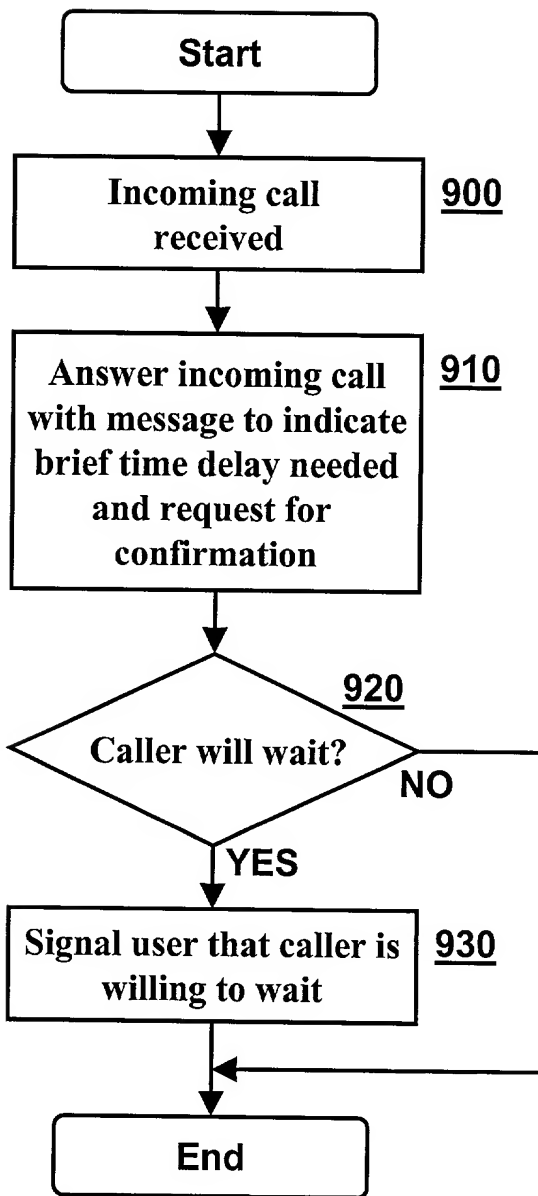 Start
Incoming call
received
900
Answer incoming call
with message to indicate
brief time delay needed
and request for
confirmation
910
920
Caller will wait?
NO
YES
Signal user that caller is
willing to wait
930
End